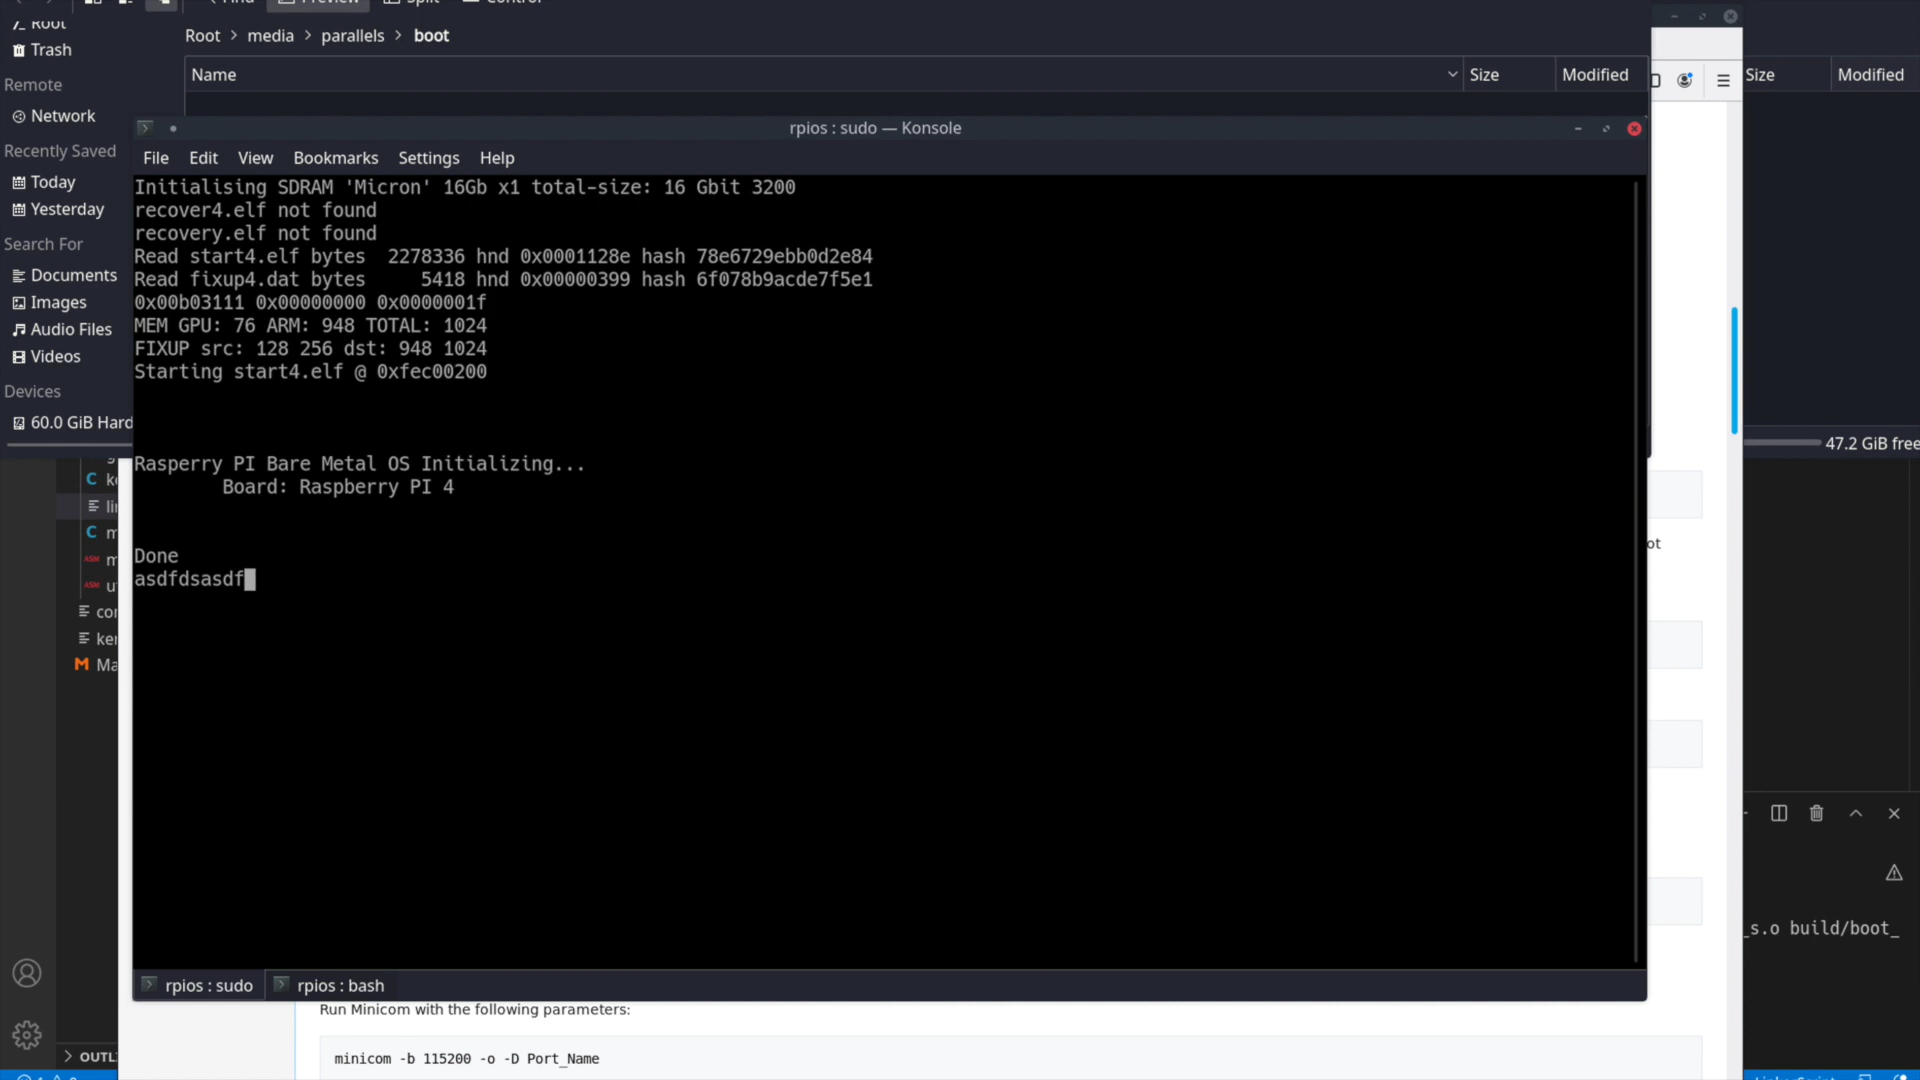 Root > media > parallels > boot
Root
Trash
Remote
Network
Recently Saved
Today
Yesterday
Search For
Documents
Images
Audio Files
Videos
Devices
60.0 GiB Hard
Name Size Modified
Size Modified
rpios : sudo — Konsole
File Edit View Bookmarks Settings Help
Initialising SDRAM 'Micron' 16Gb x1 total-size: 16 Gbit 3200
recover4.elf not found
recovery.elf not found
Read start4.elf bytes  2278336 hnd 0x0001128e hash 78e6729ebb0d2e84
Read fixup4.dat bytes     5418 hnd 0x00000399 hash 6f078b9acde7f5e1
0x00b03111 0x00000000 0x0000001f
MEM GPU: 76 ARM: 948 TOTAL: 1024
FIXUP src: 128 256 dst: 948 1024
Starting start4.elf @ 0xfec00200
Rasperry PI Bare Metal OS Initializing...
Board: Raspberry PI 4
Done
asdfdsasdf
rpios : sudo rpios : bash
47.2 GiB free
ot
_s.o build/boot_
Run Minicom with the following parameters:
minicom -b 115200 -o -D Port_Name